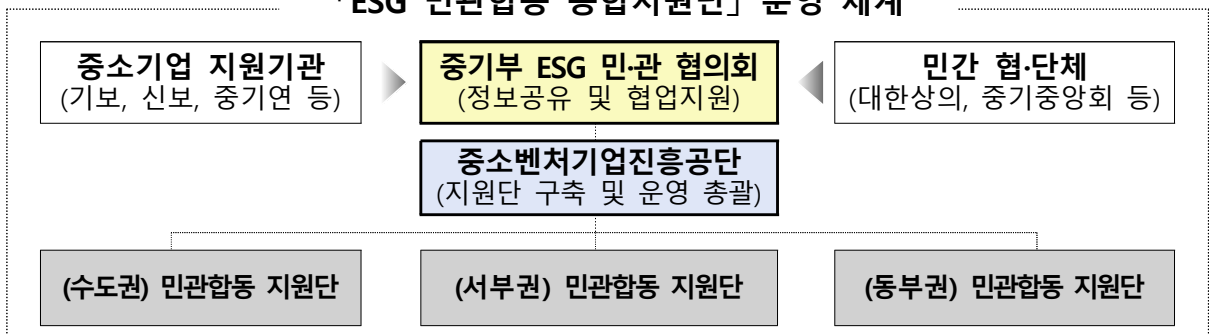 「ESG 민관합동 종합지원단」 운영 체계
중소기업 지원기관
(기보, 신보, 중기연 등)
중기부 ESG 민·관 협의회
(정보공유 및 협업지원)
민간 협·단체
(대한상의, 중기중앙회 등)
중소벤처기업진흥공단
(지원단 구축 및 운영 총괄)
(수도권) 민관합동 지원단
(서부권) 민관합동 지원단
(동부권) 민관합동 지원단